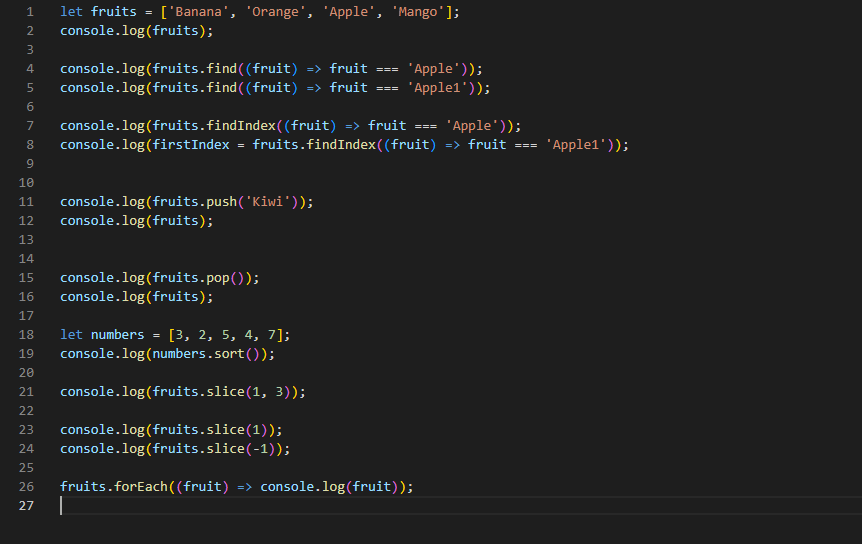 1 let fruits = ['Banana', 'Orange', 'Apple', 'Mango'];
2 console.log(fruits);
3
4 console.log(fruits.find((fruit) => fruit === 'Apple'));
5 console.log(fruits.find((fruit) => fruit === 'Apple1'));
6
7 console.log(fruits.findIndex((fruit) => fruit === 'Apple'));
8 console.log(firstIndex = fruits.findIndex((fruit) => fruit === 'Apple1'));
9
10
11 console.log(fruits.push('Kiwi'));
12 console.log(fruits);
13
14
15 console.log(fruits.pop());
16 console.log(fruits);
17
18 let numbers = [3, 2, 5, 4, 7];
19 console.log(numbers.sort());
20
21 console.log(fruits.slice(1, 3));
22
23 console.log(fruits.slice(1));
24 console.log(fruits.slice(-1));
25
26 fruits.forEach((fruit) => console.log(fruit));
27